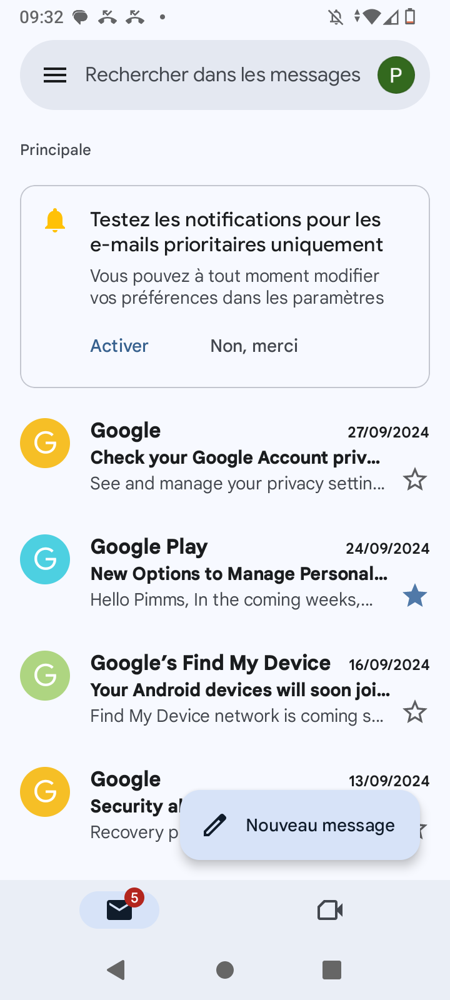 09:32
Rechercher dans les messages
P
Principale
Testez les notifications pour les
e-mails prioritaires uniquement
Vous pouvez à tout moment modifier
vos préférences dans les paramètres
Activer
Non, merci
G
Google
27/09/2024
Check your Google Account priv...
See and manage your privacy settin...
G
Google Play
24/09/2024
New Options to Manage Personal...
Hello Pimms, In the coming weeks,...
G
Google’s Find My Device
16/09/2024
Your Android devices will soon joi...
Find My Device network is coming s...
G
Google
13/09/2024
Security
Recovery
Nouveau message
5